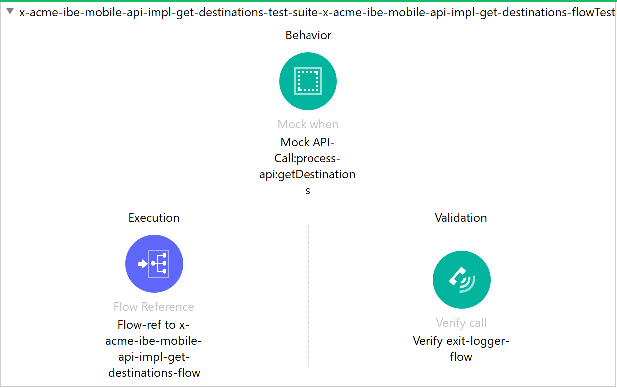 x-acme-ibe-mobile-api-impl-get-destinations-test-suite-x-acme-ibe-mobile-api-impl-get-destinations-flowTest
Behavior
Mock when
Mock API-
Call:process-
api:getDestination
s
Execution
Flow Reference
Flow-ref to x-
acme-ibe-mobile-
api-impl-get-
destinations-flow
Validation
Verify call
Verify exit-logger-
flow